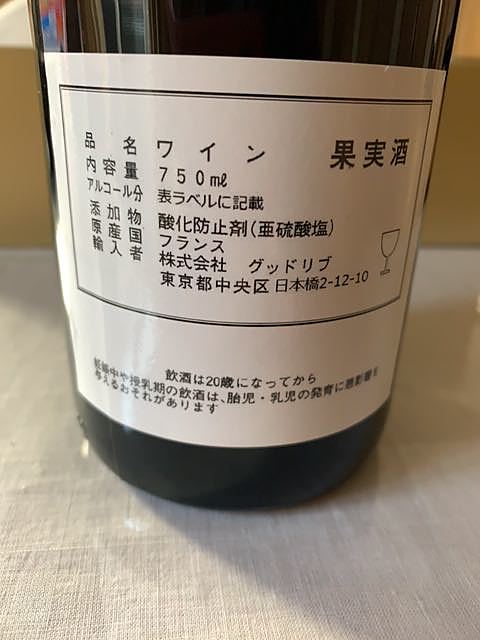 品名 ワイン 果実酒
内容量 750ml
アルコール分 表ラベルに記載
添加物 酸化防止剤(亜硫酸塩)
原産国 フランス
輸入者 株式会社 グッドリブ
東京都中央区日本橋2-12-10
飲酒は20歳になってから
妊娠中や授乳期の飲酒は、胎児・乳児の発育に悪影響を
与えるおそれがあります